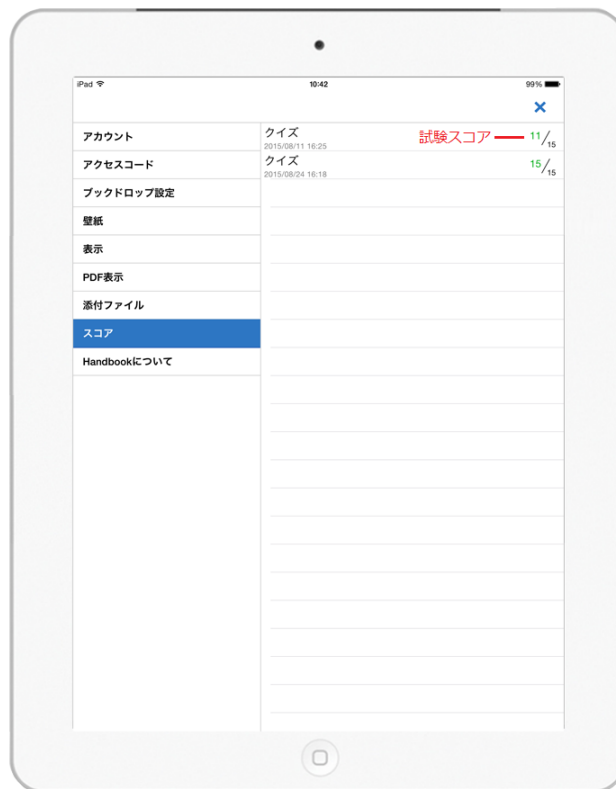 iPad 10:42 99%
×
アカウント
アクセスコード
ブックドロップ設定
壁紙
表示
PDF表示
添付ファイル
スコア
Handbookについて
クイズ 試験スコア 11/15
2015/08/11 16:25
クイズ 15/15
2015/08/24 16:18